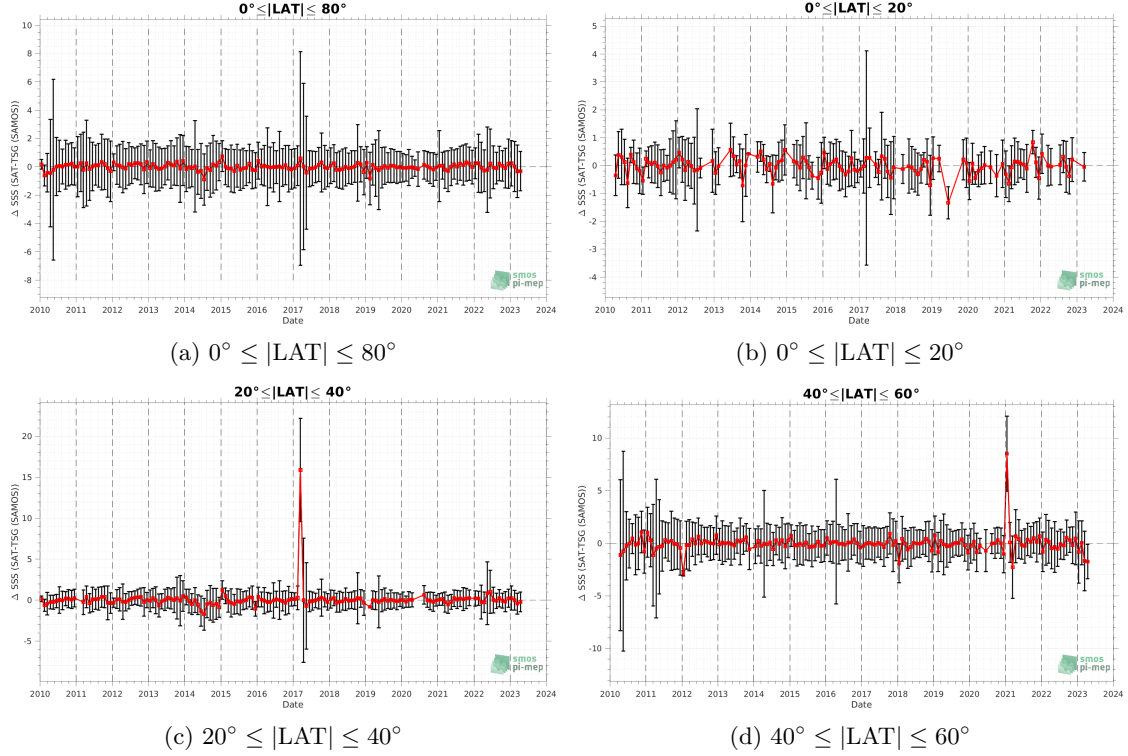 0°≤|LAT|≤ 80°
Δ SSS (SAT-TSG (SAMOS))
10
8
6
4
2
0
-2
-4
-6
-8
2010 2011 2012 2013 2014 2015 2016 2017 2018 2019 2020 2021 2022 2023 2024
Date
smos
pi-mep
(a) 0° ≤ |LAT| ≤ 80°
0°≤|LAT|≤ 20°
Δ SSS (SAT-TSG (SAMOS))
5
4
3
2
1
0
-1
-2
-3
-4
2010 2011 2012 2013 2014 2015 2016 2017 2018 2019 2020 2021 2022 2023 2024
Date
smos
pi-mep
(b) 0° ≤ |LAT| ≤ 20°
20°≤|LAT|≤ 40°
Δ SSS (SAT-TSG (SAMOS))
20
15
10
5
0
-5
2010 2011 2012 2013 2014 2015 2016 2017 2018 2019 2020 2021 2022 2023 2024
Date
smos
pi-mep
(c) 20° ≤ |LAT| ≤ 40°
40°≤|LAT|≤ 60°
Δ SSS (SAT-TSG (SAMOS))
10
5
0
-5
-10
2010 2011 2012 2013 2014 2015 2016 2017 2018 2019 2020 2021 2022 2023 2024
Date
smos
pi-mep
(d) 40° ≤ |LAT| ≤ 60°